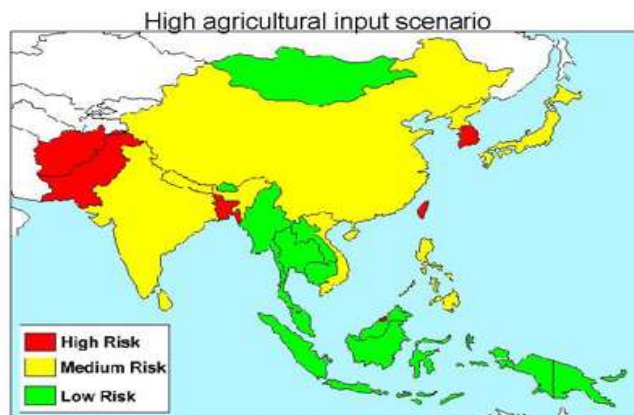 High agricultural input scenario
High Risk
Medium Risk
Low Risk